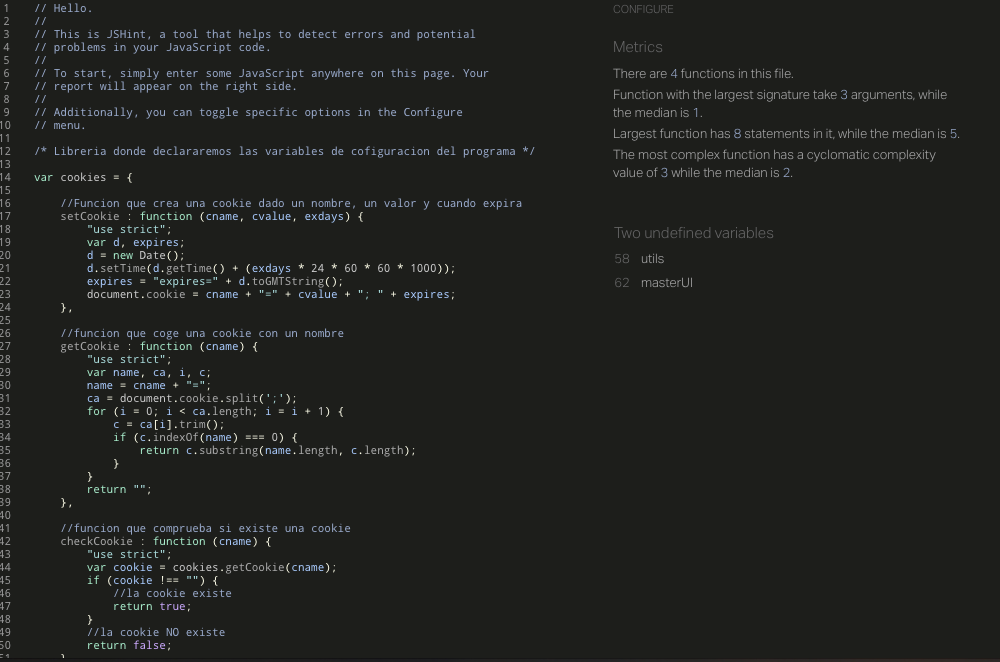 1 // Hello.
2 //
3 // This is JSHint, a tool that helps to detect errors and potential
4 // problems in your JavaScript code.
5 //
6 // To start, simply enter some JavaScript anywhere on this page. Your
7 // report will appear on the right side.
8 //
9 // Additionally, you can toggle specific options in the Configure
10 // menu.
11
12 /* Libreria donde declararemos las variables de cofiguracion del programa */
13
14 var cookies = {
15
16 //Funcion que crea una cookie dado un nombre, un valor y cuando expira
17 setCookie : function (cname, cvalue, exdays) {
18 "use strict";
19 var d, expires;
20 d = new Date();
21 d.setTime(d.getTime() + (exdays * 24 * 60 * 60 * 1000));
22 expires = "expires=" + d.toGMTString();
23 document.cookie = cname + "=" + cvalue + "; " + expires;
24 },
25
26 //funcion que coge una cookie con un nombre
27 getCookie : function (cname) {
28 "use strict";
29 var name, ca, i, c;
30 name = cname + "=";
31 ca = document.cookie.split(';');
32 for (i = 0; i < ca.length; i = i + 1) {
33 c = ca[i].trim();
34 if (c.indexOf(name) === 0) {
35 return c.substring(name.length, c.length);
36 }
37 }
38 return "";
39 },
40
41 //funcion que comprueba si existe una cookie
42 checkCookie : function (cname) {
43 "use strict";
44 var cookie = cookies.getCookie(cname);
45 if (cookie !== "") {
46 //la cookie existe
47 return true;
48 }
49 //la cookie NO existe
50 return false;
51 }
CONFIGURE
Metrics
There are 4 functions in this file.
Function with the largest signature take 3 arguments, while
the median is 1.
Largest function has 8 statements in it, while the median is 5.
The most complex function has a cyclomatic complexity
value of 3 while the median is 2.
Two undefined variables
58 utils
62 masterUI